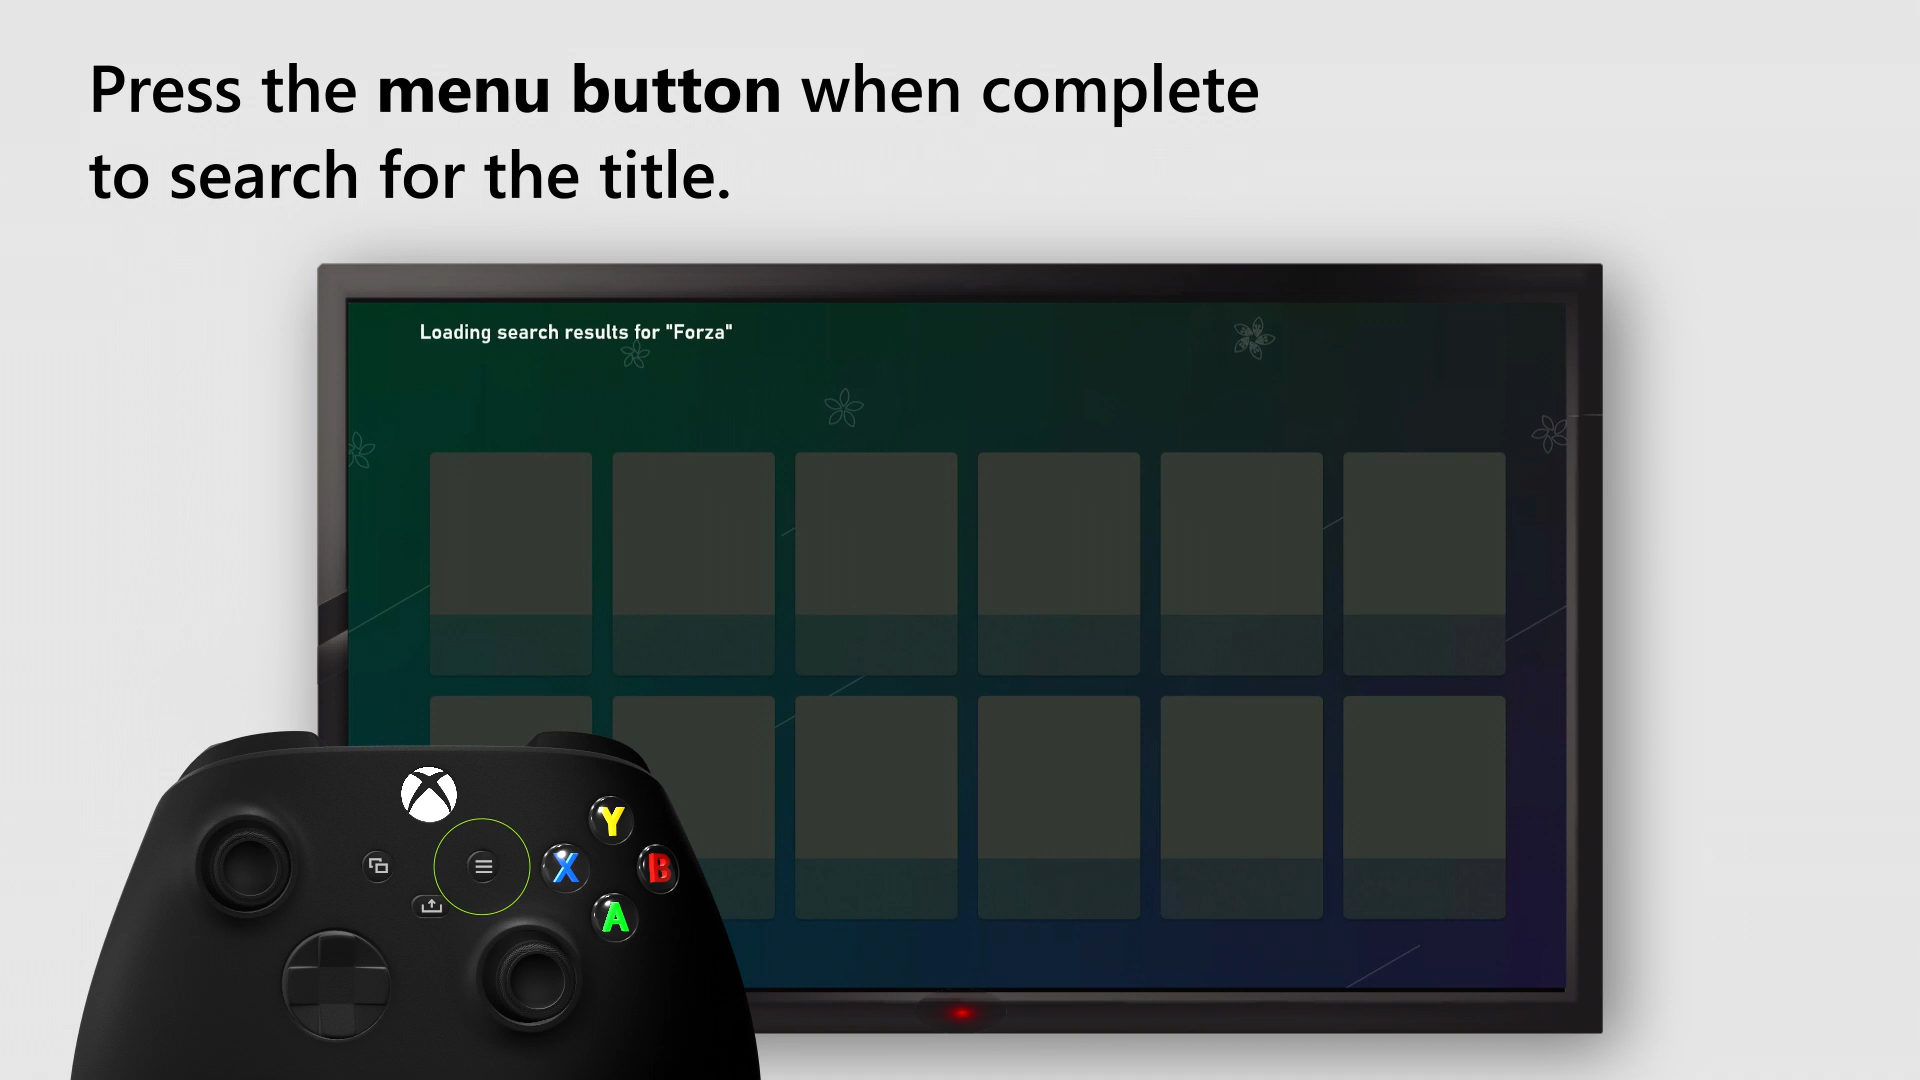 Press the menu button when complete
to search for the title.
Loading search results for "Forza"
Y
X
B
A